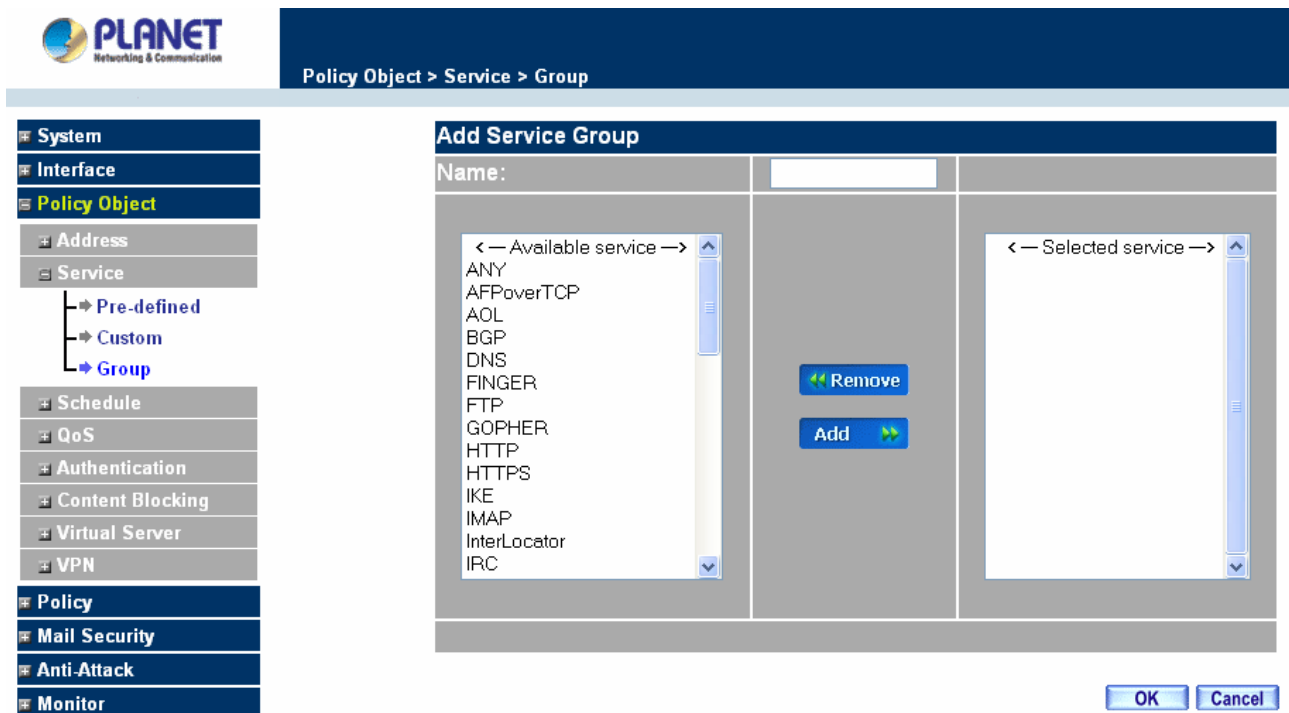 PLANET
Networking & Communication
Policy Object > Service > Group
System
Interface
Policy Object
Address
Service
Pre-defined
Custom
Group
Schedule
QoS
Authentication
Content Blocking
Virtual Server
VPN
Policy
Mail Security
Anti-Attack
Monitor
Add Service Group
Name:
<--- Available service --->
ANY
AFPoverTCP
AOL
BGP
DNS
FINGER
FTP
GOPHER
HTTP
HTTPS
IKE
IMAP
InterLocator
IRC
Remove
Add
<--- Selected service --->
OK
Cancel